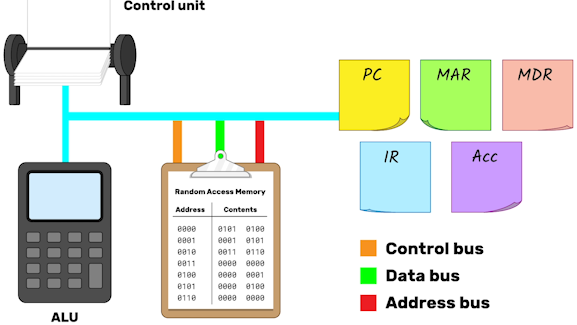 Control unit
PC
MAR
MDR
IR
Acc
Random Access Memory
Address Contents
0000 0101 0100
0001 0001 0101
0010 0011 0110
0011 0000 0000
0100 0000 0001
0101 0000 0100
0110 0000 0000
ALU
Control bus
Data bus
Address bus